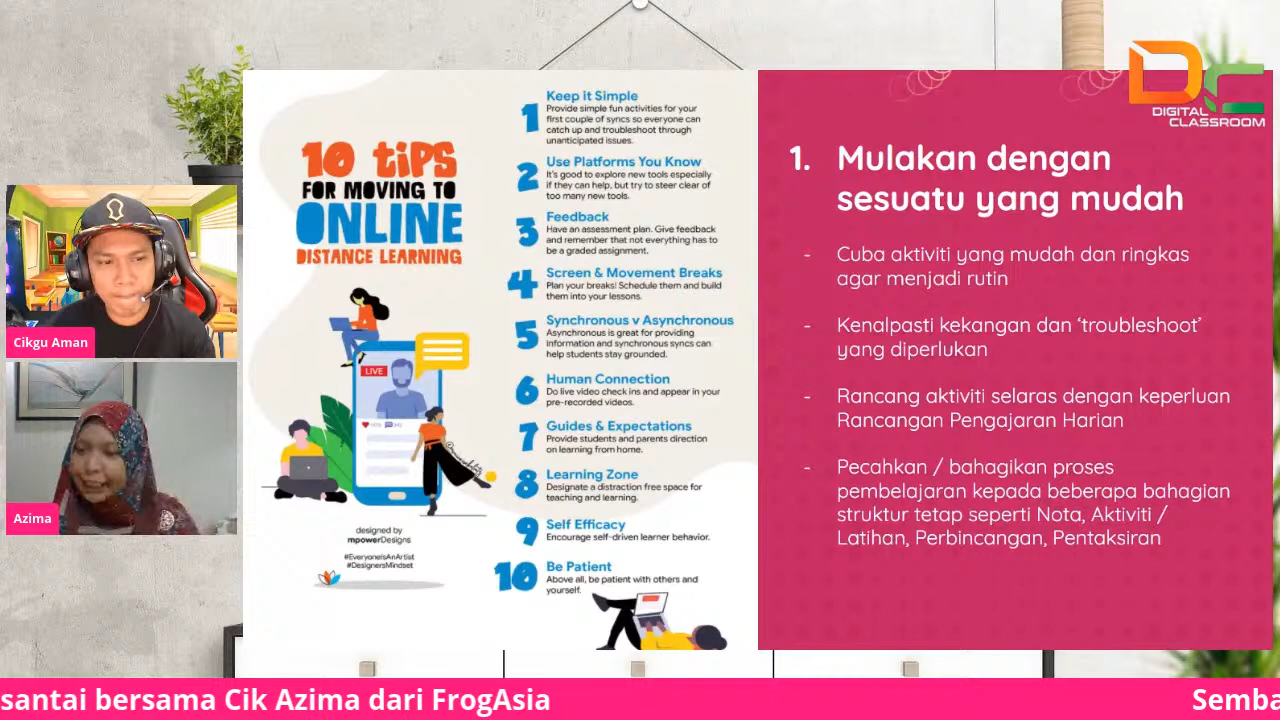 DIGITAL
CLASSROOM
10 tiPS
FOR MOVING TO
ONLINE
DISTANCE LEARNING
LIVE
designed by
mpowerDesigns
#EveryoneIsAnArtist
#DesignersMindset
1 Keep it Simple
Provide simple fun activities for your
first couple of syncs so everyone can
catch up and troubleshoot through
unanticipated issues.
2 Use Platforms You Know
It's good to explore new tools especially
if they can help, but try to steer clear of
too many new tools.
3 Feedback
Have an assessment plan. Give feedback
and remember that not everything has to
be a graded assignment.
4 Screen & Movement Breaks
Plan your breaks! Schedule them and build
them into your lessons.
5 Synchronous v Asynchronous
Asynchronous is great for providing
information and synchronous syncs can
help students stay grounded.
6 Human Connection
Do live video check ins and appear in your
pre-recorded videos.
7 Guides & Expectations
Provide students and parents direction
on learning from home.
8 Learning Zone
Designate a distraction free space for
teaching and learning.
9 Self Efficacy
Encourage self-driven learner behavior.
10 Be Patient
Above all, be patient with others and
yourself.
1. Mulakan dengan
sesuatu yang mudah
- Cuba aktiviti yang mudah dan ringkas
agar menjadi rutin
- Kenalpasti kekangan dan ‘troubleshoot’
yang diperlukan
- Rancang aktiviti selaras dengan keperluan
Rancangan Pengajaran Harian
- Pecahkan / bahagikan proses
pembelajaran kepada beberapa bahagian
struktur tetap seperti Nota, Aktiviti /
Latihan, Perbincangan, Pentaksiran
Cikgu Aman
Azima
santai bersama Cik Azima dari FrogAsia
Semba